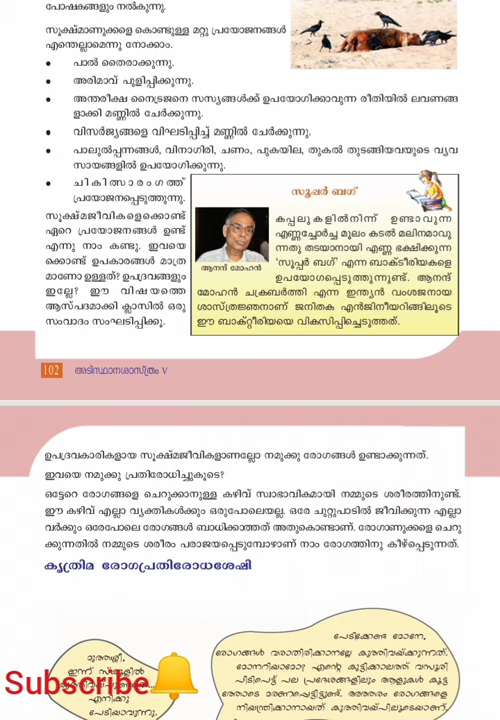 പോഷകങ്ങളും നൽകുന്നു.
സൂക്ഷ്മാണുക്കളെ കൊണ്ടുള്ള മറ്റു പ്രയോജനങ്ങൾ
എന്തെല്ലാമെന്നു നോക്കാം.
• പാൽ തൈരാക്കുന്നു.
• അരിമാവ് പുളിപ്പിക്കുന്നു.
• അന്തരീക്ഷ നൈട്രജനെ സസ്യങ്ങൾക്ക് ഉപയോഗിക്കാവുന്ന രീതിയിൽ ലവണങ്ങ
ളാക്കി മണ്ണിൽ ചേർക്കുന്നു.
• വിസർജ്യങ്ങളെ വിഘടിപ്പിച്ച് മണ്ണിൽ ചേർക്കുന്നു.
• പാലുൽപ്പന്നങ്ങൾ, വിനാഗിരി, ചണം, പുകയില, തുകൽ തുടങ്ങിയവയുടെ വ്യവ
സായങ്ങളിൽ ഉപയോഗിക്കുന്നു.
• ചികിത്സാരംഗത്ത്
പ്രയോജനപ്പെടുത്തുന്നു.
സൂക്ഷ്മജീവികളെക്കൊണ്ട്
ഏറെ പ്രയോജനങ്ങൾ ഉണ്ട്
എന്നു നാം കണ്ടു. ഇവയെ
ക്കൊണ്ട് ഉപകാരങ്ങൾ മാത്ര
മാണോ ഉള്ളത്? ഉപദ്രവങ്ങളും
ഇല്ലേ? ഈ വിഷയത്തെ
ആസ്പദമാക്കി ക്ലാസിൽ ഒരു
സംവാദം സംഘടിപ്പിക്കൂ.
സൂപ്പർ ബഗ്
കപ്പലുകളിൽനിന്ന് ഉണ്ടാവുന്ന
എണ്ണച്ചോർച്ച മൂലം കടൽ മലിനമാവു
ന്നതു തടയാനായി എണ്ണ ഭക്ഷിക്കുന്ന
'സൂപ്പർ ബഗ്' എന്ന ബാക്ടീരിയകളെ
ഉപയോഗപ്പെടുത്തുന്നുണ്ട്. ആനന്ദ്
മോഹൻ ചക്രബർത്തി എന്ന ഇന്ത്യൻ വംശജനായ
ശാസ്ത്രജ്ഞനാണ് ജനിതക എൻജിനീയറിങ്ങിലൂടെ
ഈ ബാക്റ്റീരിയയെ വികസിപ്പിച്ചെടുത്തത്.
ആനന്ദ് മോഹൻ
102 അടിസ്ഥാനശാസ്ത്രം V
ഉപദ്രവകാരികളായ സൂക്ഷ്മജീവികളാണല്ലോ നമുക്കു രോഗങ്ങൾ ഉണ്ടാക്കുന്നത്.
ഇവയെ നമുക്കു പ്രതിരോധിച്ചുകൂടെ?
ഒട്ടേറെ രോഗങ്ങളെ ചെറുക്കാനുള്ള കഴിവ് സ്വാഭാവികമായി നമ്മുടെ ശരീരത്തിനുണ്ട്.
ഈ കഴിവ് എല്ലാ വ്യക്തികൾക്കും ഒരുപോലെയല്ല. ഒരേ ചുറ്റുപാടിൽ ജീവിക്കുന്ന എല്ലാ
വർക്കും ഒരേപോലെ രോഗങ്ങൾ ബാധിക്കാത്തത് അതുകൊണ്ടാണ്. രോഗാണുക്കളെ ചെറു
ക്കുന്നതിൽ നമ്മുടെ ശരീരം പരാജയപ്പെടുമ്പോഴാണ് നാം രോഗത്തിനു കീഴ്പ്പെടുന്നത്.
കൃത്രിമ രോഗപ്രതിരോധശേഷി
മുത്തശ്ശീ,
ഇന്ന് സ്കൂളിൽ
എനിക്കു
പേടിയാവുന്നു.
പേടിക്കേണ്ട മോനേ,
രോഗങ്ങൾ വരാതിരിക്കാനല്ലേ കുത്തിവയ്ക്കുന്നത്.
മോനറിയാമോ? എന്റെ കുട്ടിക്കാലത്ത് വസൂരി
പിടിപെട്ട് പല പ്രദേശങ്ങളിലും ആളുകൾ കൂട്ട
ത്തോടെ മരണപ്പെട്ടിട്ടുണ്ട്. അത്തരം രോഗങ്ങളെ
നിയന്ത്രിക്കാനായത് കുത്തിവയ്പിലൂടെയാണ്.
Subscribe